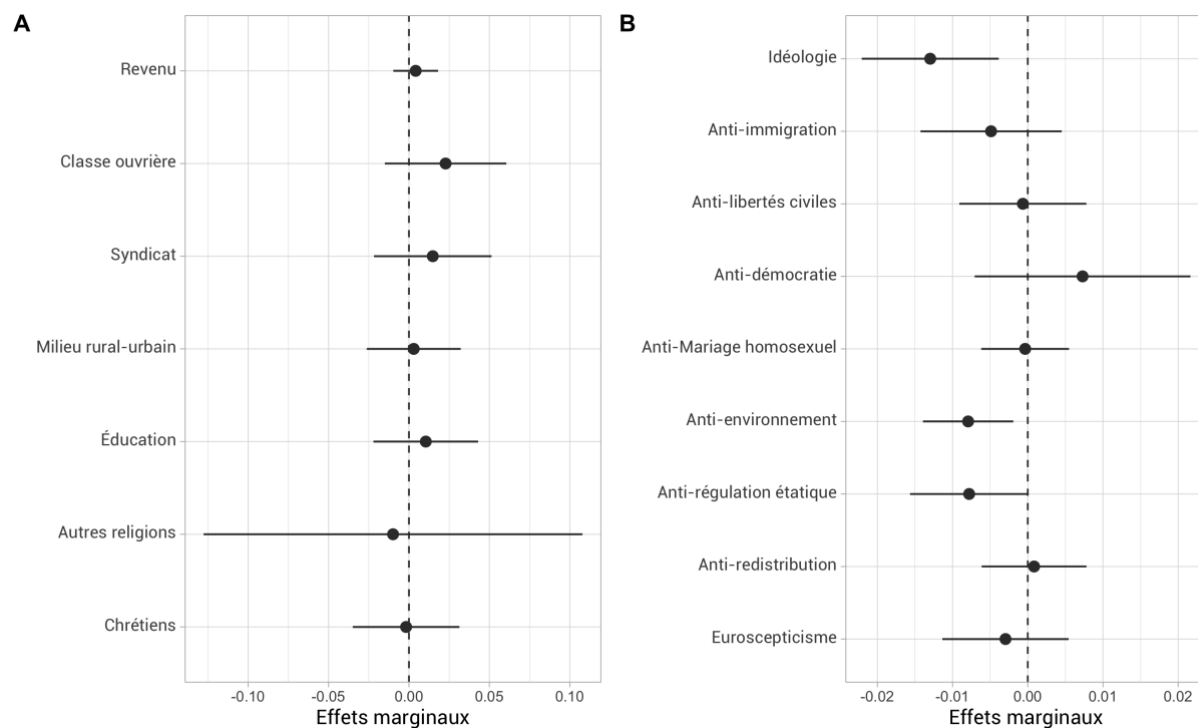 A
Revenu
Classe ouvrière
Syndicat
Milieu rural-urbain
Éducation
Autres religions
Chrétiens
-0.10 -0.05 0.00 0.05 0.10
Effets marginaux
B
Idéologie
Anti-immigration
Anti-libertés civiles
Anti-démocratie
Anti-Mariage homosexuel
Anti-environnement
Anti-régulation étatique
Anti-redistribution
Euroscepticisme
-0.02 -0.01 0.00 0.01 0.02
Effets marginaux